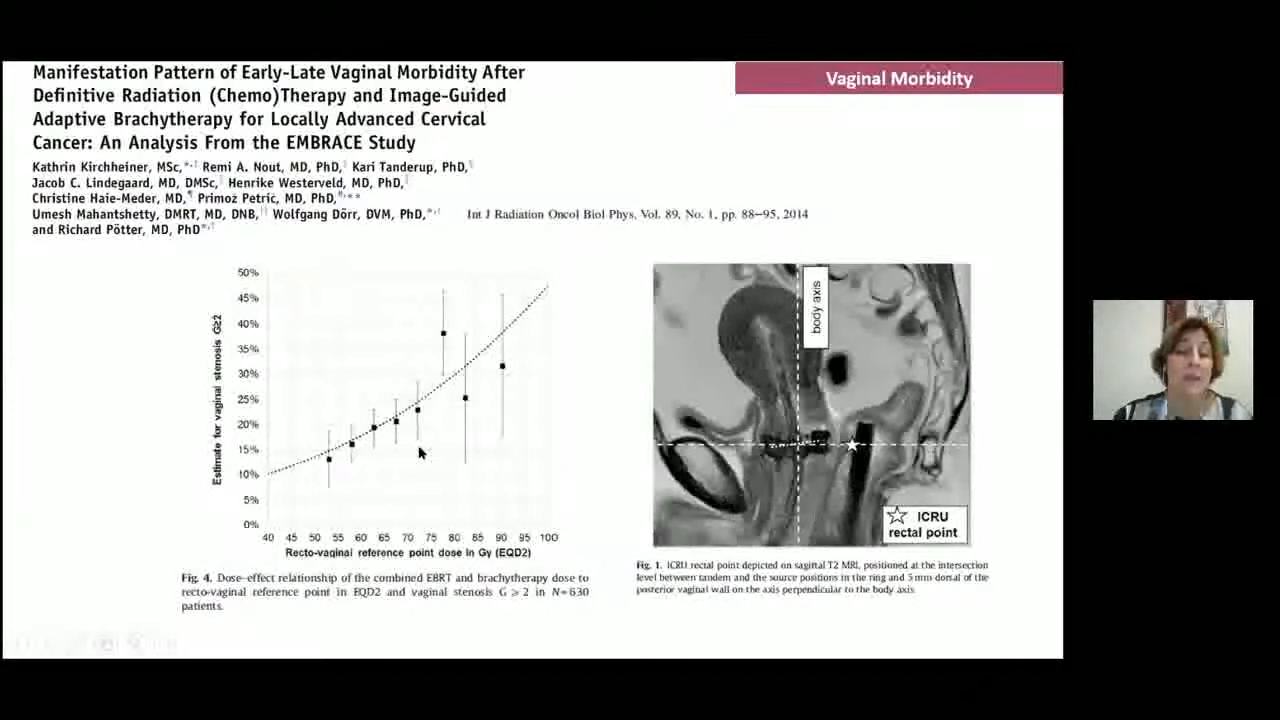 Manifestation Pattern of Early-Late Vaginal Morbidity After
Definitive Radiation (Chemo)Therapy and Image-Guided
Adaptive Brachytherapy for Locally Advanced Cervical
Cancer: An Analysis From the EMBRACE Study
Kathrin Kirchheiner, MSc, Remi A. Nout, MD, PhD, Kari Tanderup, PhD,
Jacob C. Lindegaard, MD, DMSc, Henrike Westerveld, MD, PhD,
Christine Haie-Meder, MD, Primoz Petric, MD, PhD,
Umesh Mahantshetty, DMRT, MD, DNB, Wolfgang Dörr, DVM, PhD,
and Richard Pötter, MD, PhD
Int J Radiation Oncol Biol Phys, Vol. 89, No. 1, pp. 88–95, 2014
Vaginal Morbidity
Estimate for vaginal stenosis G≥2
50%
45%
40%
35%
30%
25%
20%
15%
10%
5%
0%
40 45 50 55 60 65 70 75 80 85 90 95 100
Recto-vaginal reference point dose in Gy (EQD2)
Fig. 4. Dose–effect relationship of the combined EBRT and brachytherapy dose to
recto-vaginal reference point in EQD2 and vaginal stenosis G ≥ 2 in N=630
patients.
body axis
ICRU
rectal point
Fig. 1. ICRU rectal point depicted on sagittal T2 MRI, positioned at the intersection
level between tandem and the source positions in the ring and 5 mm dorsal of the
posterior vaginal wall on the axis perpendicular to the body axis.